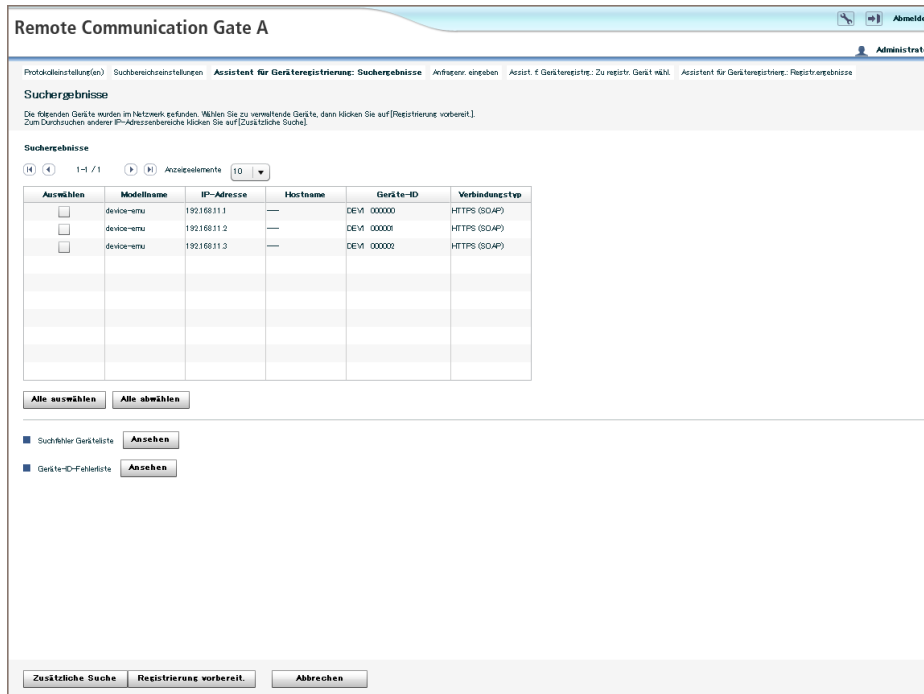 Remote Communication Gate A
Abmelde
Administrat
Protokolleinstellung(en) Suchbereichseinstellungen Assistent für Geräteregistrierung: Suchergebnisse Anfragenr. eingeben Assist. f. Geräteregistrg.: Zu registr. Gerät wähl. Assistent für Geräteregistrierg.: Registr.ergebnisse
Suchergebnisse
Die folgenden Geräte wurden im Netzwerk gefunden. Wählen Sie zu verwaltende Geräte, dann klicken Sie auf [Registrierung vorbereit.].
Zum Durchsuchen anderer IP-Adressenbereiche klicken Sie auf [Zusätzliche Suche].
Suchergebnisse
1-1 / 1 Anzeigeelemente 10
Auswählen Modellname IP-Adresse Hostname Geräte-ID Verbindungstyp
device-emu 192.168.11.1 ---- DEV1 000000 HTTPS (SOAP)
device-emu 192.168.11.2 ---- DEV1 000001 HTTPS (SOAP)
device-emu 192.168.11.3 ---- DEV1 000002 HTTPS (SOAP)
Alle auswählen Alle abwählen
Suchfehler Geräteliste Ansehen
Geräte-ID-Fehlerliste Ansehen
Zusätzliche Suche Registrierung vorbereit. Abbrechen